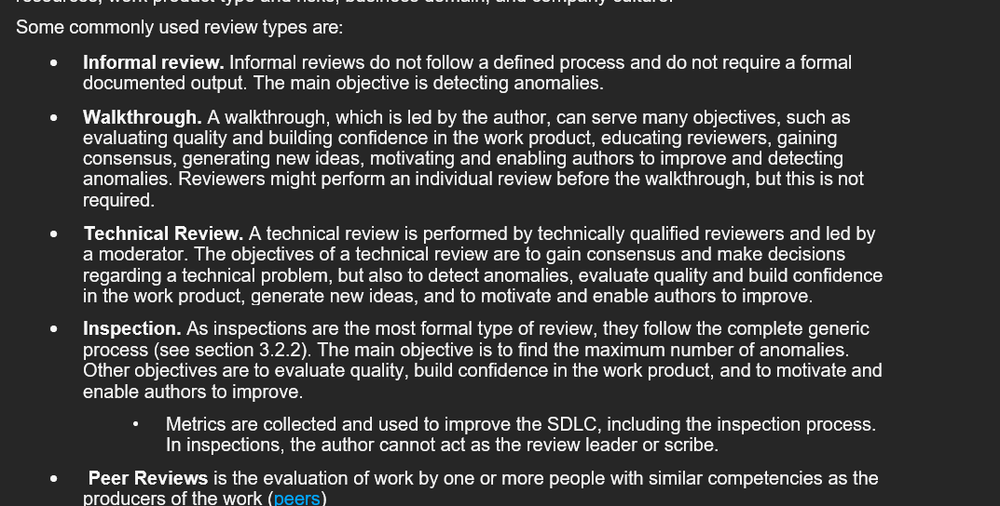 resources, work product type and risks, business domain, and company culture.
Some commonly used review types are:
• Informal review. Informal reviews do not follow a defined process and do not require a formal
documented output. The main objective is detecting anomalies.
• Walkthrough. A walkthrough, which is led by the author, can serve many objectives, such as
evaluating quality and building confidence in the work product, educating reviewers, gaining
consensus, generating new ideas, motivating and enabling authors to improve and detecting
anomalies. Reviewers might perform an individual review before the walkthrough, but this is not
required.
• Technical Review. A technical review is performed by technically qualified reviewers and led by
a moderator. The objectives of a technical review are to gain consensus and make decisions
regarding a technical problem, but also to detect anomalies, evaluate quality and build confidence
in the work product, generate new ideas, and to motivate and enable authors to improve.
• Inspection. As inspections are the most formal type of review, they follow the complete generic
process (see section 3.2.2). The main objective is to find the maximum number of anomalies.
Other objectives are to evaluate quality, build confidence in the work product, and to motivate and
enable authors to improve.
• Metrics are collected and used to improve the SDLC, including the inspection process.
In inspections, the author cannot act as the review leader or scribe.
• Peer Reviews is the evaluation of work by one or more people with similar competencies as the
producers of the work (peers)